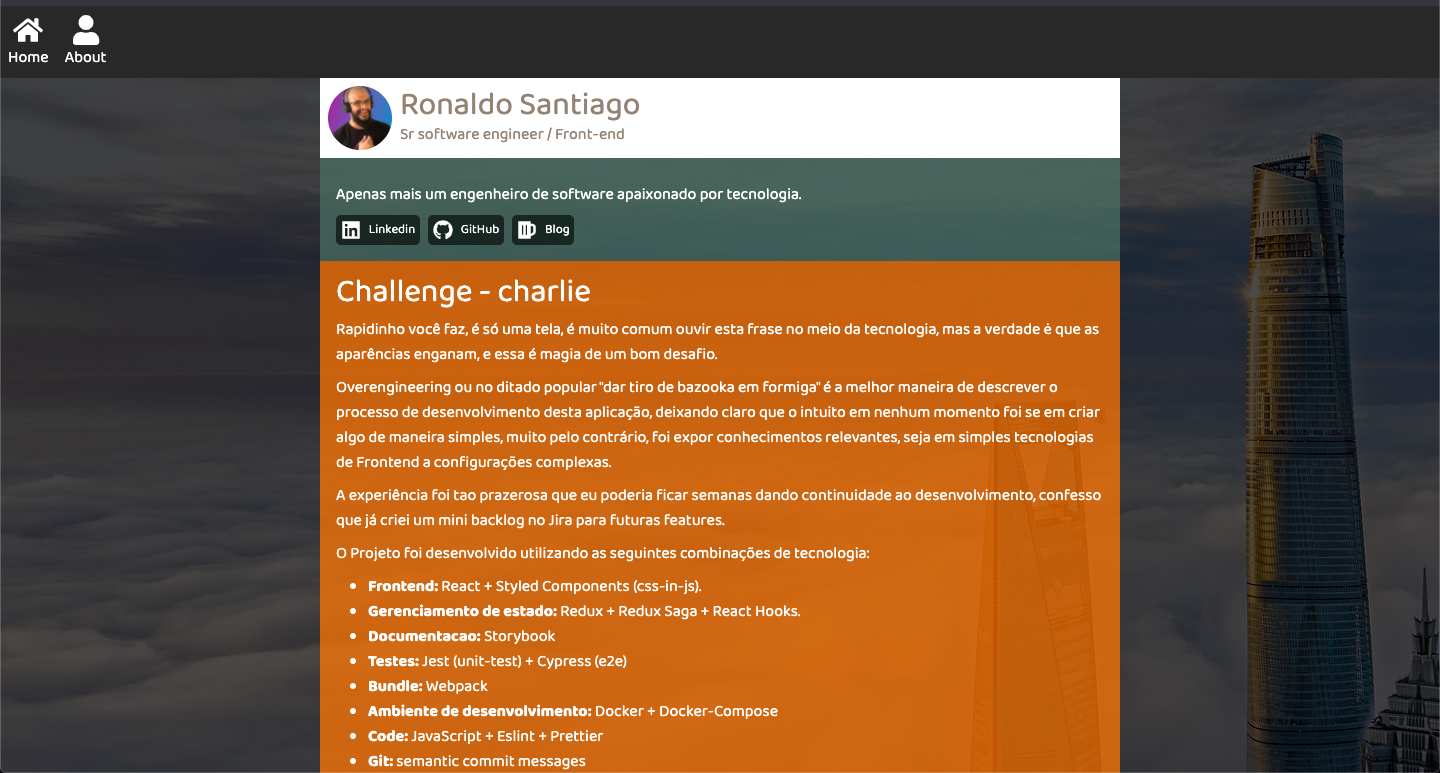 Home
About
Ronaldo Santiago
Sr software engineer / Front-end
Apenas mais um engenheiro de software apaixonado por tecnologia.
Linkedin
GitHub
Blog
Challenge - charlie
Rapidinho você faz, é só uma tela, é muito comum ouvir esta frase no meio da tecnologia, mas a verdade é que as
aparências enganam, e essa é magia de um bom desafio.
Overengineering ou no ditado popular "dar tiro de bazooka em formiga" é a melhor maneira de descrever o
processo de desenvolvimento desta aplicação, deixando claro que o intuito em nenhum momento foi se em criar
algo de maneira simples, muito pelo contrário, foi expor conhecimentos relevantes, seja em simples tecnologias
de Frontend a configurações complexas.
A experiência foi tao prazerosa que eu poderia ficar semanas dando continuidade ao desenvolvimento, confesso
que já criei um mini backlog no Jira para futuras features.
O Projeto foi desenvolvido utilizando as seguintes combinações de tecnologia:
Frontend: React + Styled Components (css-in-js).
Gerenciamento de estado: Redux + Redux Saga + React Hooks.
Documentacao: Storybook
Testes: Jest (unit-test) + Cypress (e2e)
Bundle: Webpack
Ambiente de desenvolvimento: Docker + Docker-Compose
Code: JavaScript + Eslint + Prettier
Git: semantic commit messages